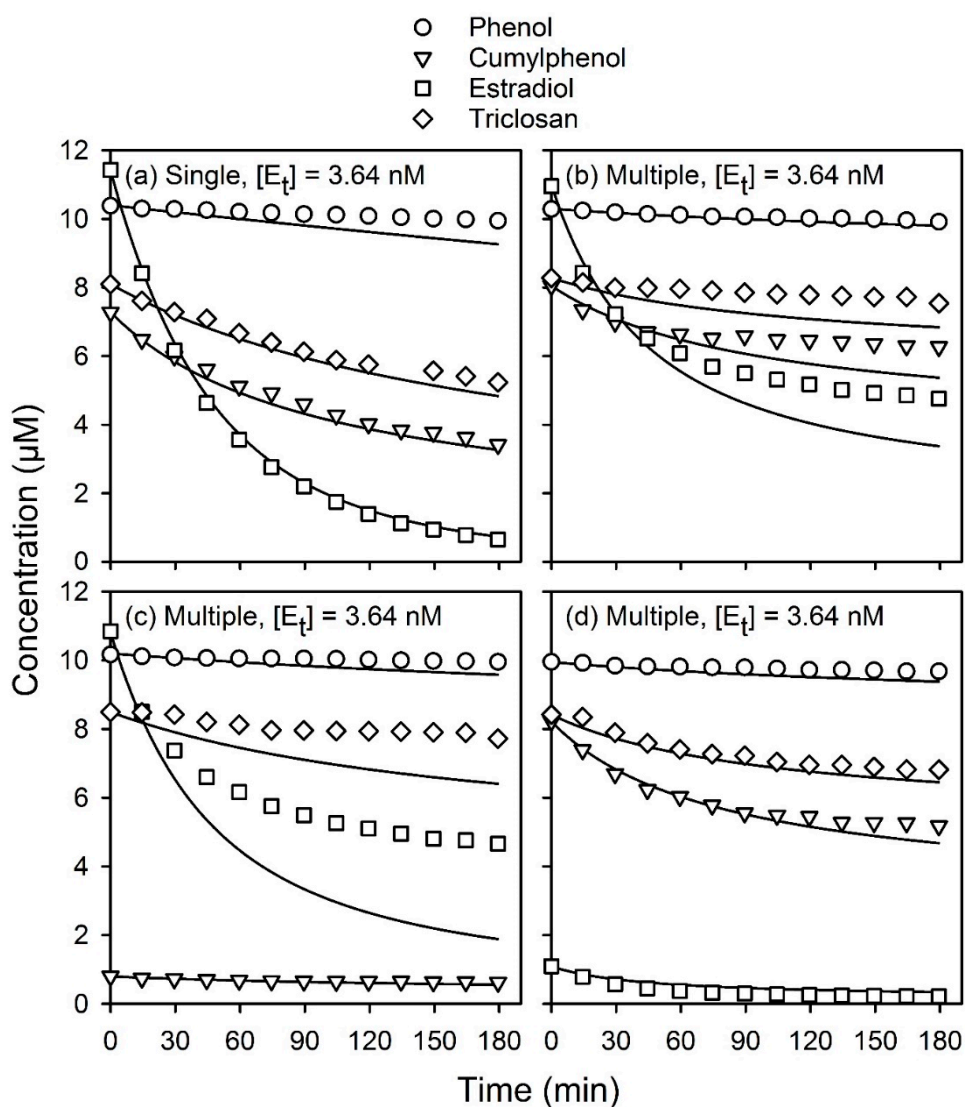 Phenol
Cumylphenol
Estradiol
Triclosan
Concentration (µM)
12
10
8
6
4
2
0
(a) Single, [Et] = 3.64 nM
(b) Multiple, [Et] = 3.64 nM
12
10
8
6
4
2
0
(c) Multiple, [Et] = 3.64 nM
(d) Multiple, [Et] = 3.64 nM
0 30 60 90 120 150 180
0 30 60 90 120 150 180
Time (min)